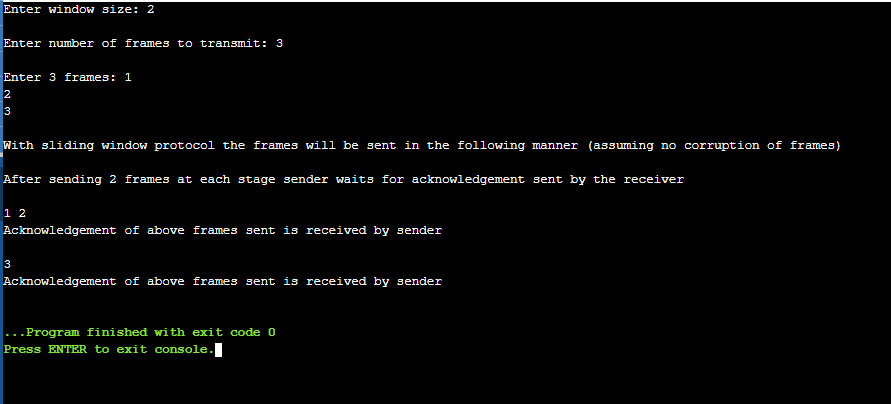 Enter window size: 2
Enter number of frames to transmit: 3
Enter 3 frames: 1
2
3
With sliding window protocol the frames will be sent in the following manner (assuming no corruption of frames)
After sending 2 frames at each stage sender waits for acknowledgement sent by the receiver
1 2
Acknowledgement of above frames sent is received by sender
3
Acknowledgement of above frames sent is received by sender
...Program finished with exit code 0
Press ENTER to exit console.